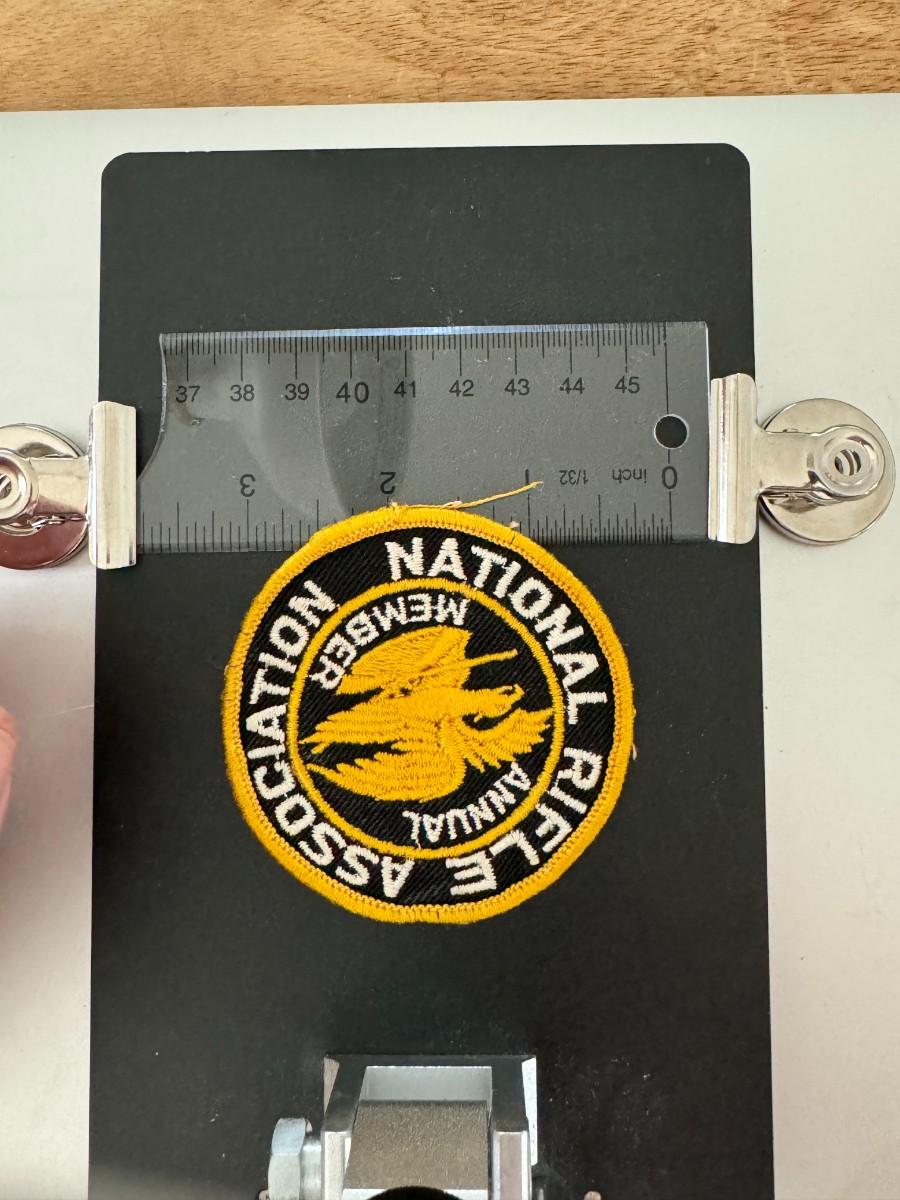 37 38 39 40 41 42 43 44 45
0 inch 1/32 1 2 3
NATIONAL RIFLE ASSOCIATION
ANNUAL
MEMBER